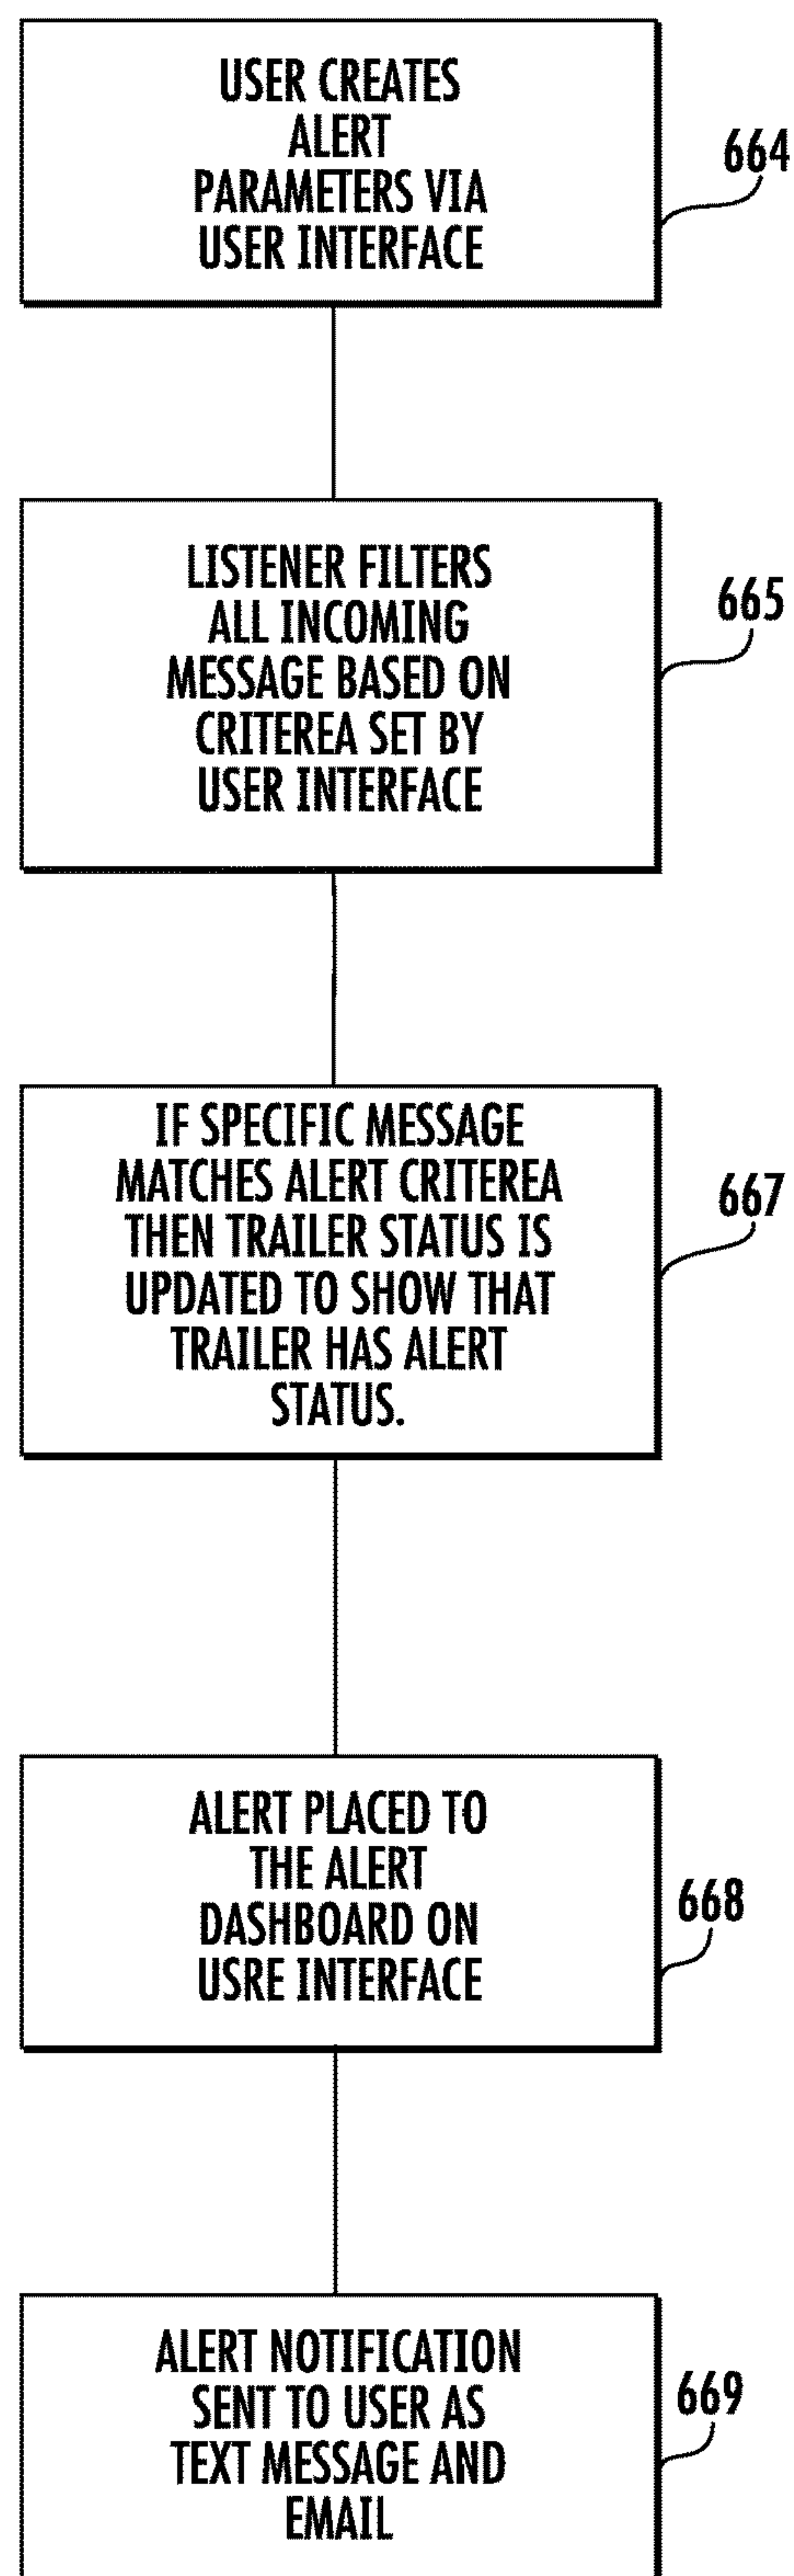 USER CREATES
ALERT
PARAMETERS VIA
USER INTERFACE
664
LISTENER FILTERS
ALL INCOMING
MESSAGE BASED ON
CRITEREA SET BY
USER INTERFACE
665
IF SPECIFIC MESSAGE
MATCHES ALERT CRITEREA
THEN TRAILER STATUS IS
UPDATED TO SHOW THAT
TRAILER HAS ALERT
STATUS.
667
ALERT PLACED TO
THE ALERT
DASHBOARD ON
USRE INTERFACE
668
ALERT NOTIFICATION
SENT TO USER AS
TEXT MESSAGE AND
EMAIL
669